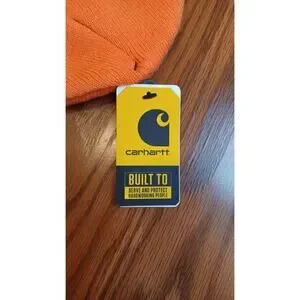 carhartt
BUILT TO
SERVE AND PROTECT
HARDWORKING PEOPLE